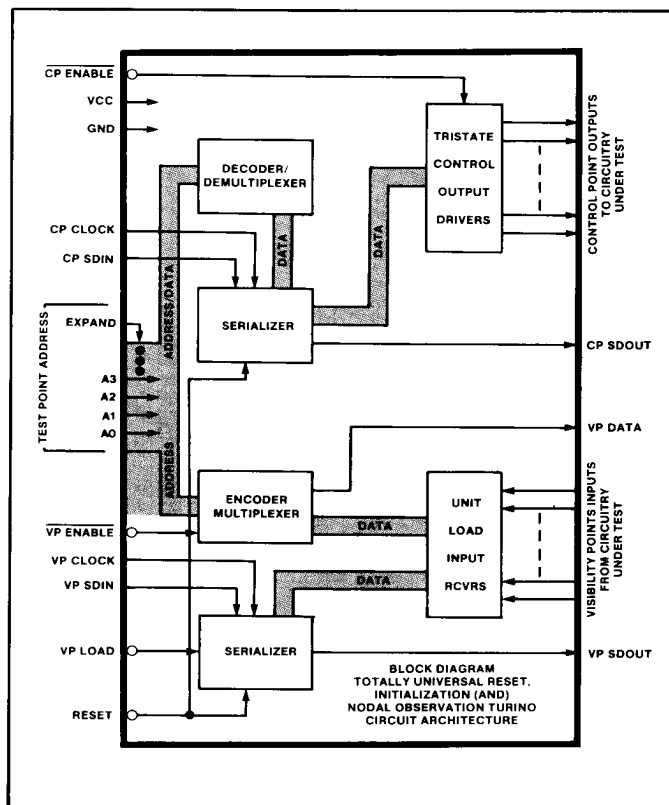 CP ENABLE
VCC
GND
CP CLOCK
CP SDIN
EXPAND
TEST POINT ADDRESS
A3
A2
A1
A0
VP ENABLE
VP CLOCK
VP SDIN
VP LOAD
RESET
ADDRESS/DATA
ADDRESS
DECODER/
DEMULTIPLEXER
DATA
SERIALIZER
DATA
TRISTATE
CONTROL
OUTPUT
DRIVERS
ENCODER
MULTIPLEXER
DATA
UNIT
LOAD
INPUT
RCVRS
DATA
SERIALIZER
CONTROL POINT OUTPUTS
TO CIRCUITRY
UNDER TEST
CP SDOUT
VP DATA
VISIBILITY POINTS INPUTS
FROM CIRCUITRY
UNDER TEST
VP SDOUT
BLOCK DIAGRAM
TOTALLY UNIVERSAL RESET,
INITIALIZATION (AND)
NODAL OBSERVATION TURINO
CIRCUIT ARCHITECTURE